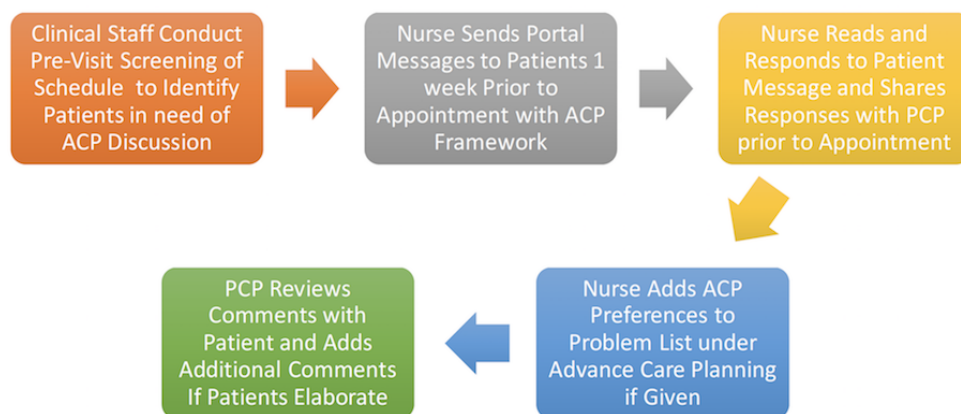 Clinical Staff Conduct
Pre-Visit Screening of
Schedule to Identify
Patients in need of
ACP Discussion
Nurse Sends Portal
Messages to Patients 1
week Prior to
Appointment with ACP
Framework
Nurse Reads and
Responds to Patient
Message and Shares
Responses with PCP
prior to Appointment
Nurse Adds ACP
Preferences to
Problem List under
Advance Care Planning
if Given
PCP Reviews
Comments with
Patient and Adds
Additional Comments
If Patients Elaborate